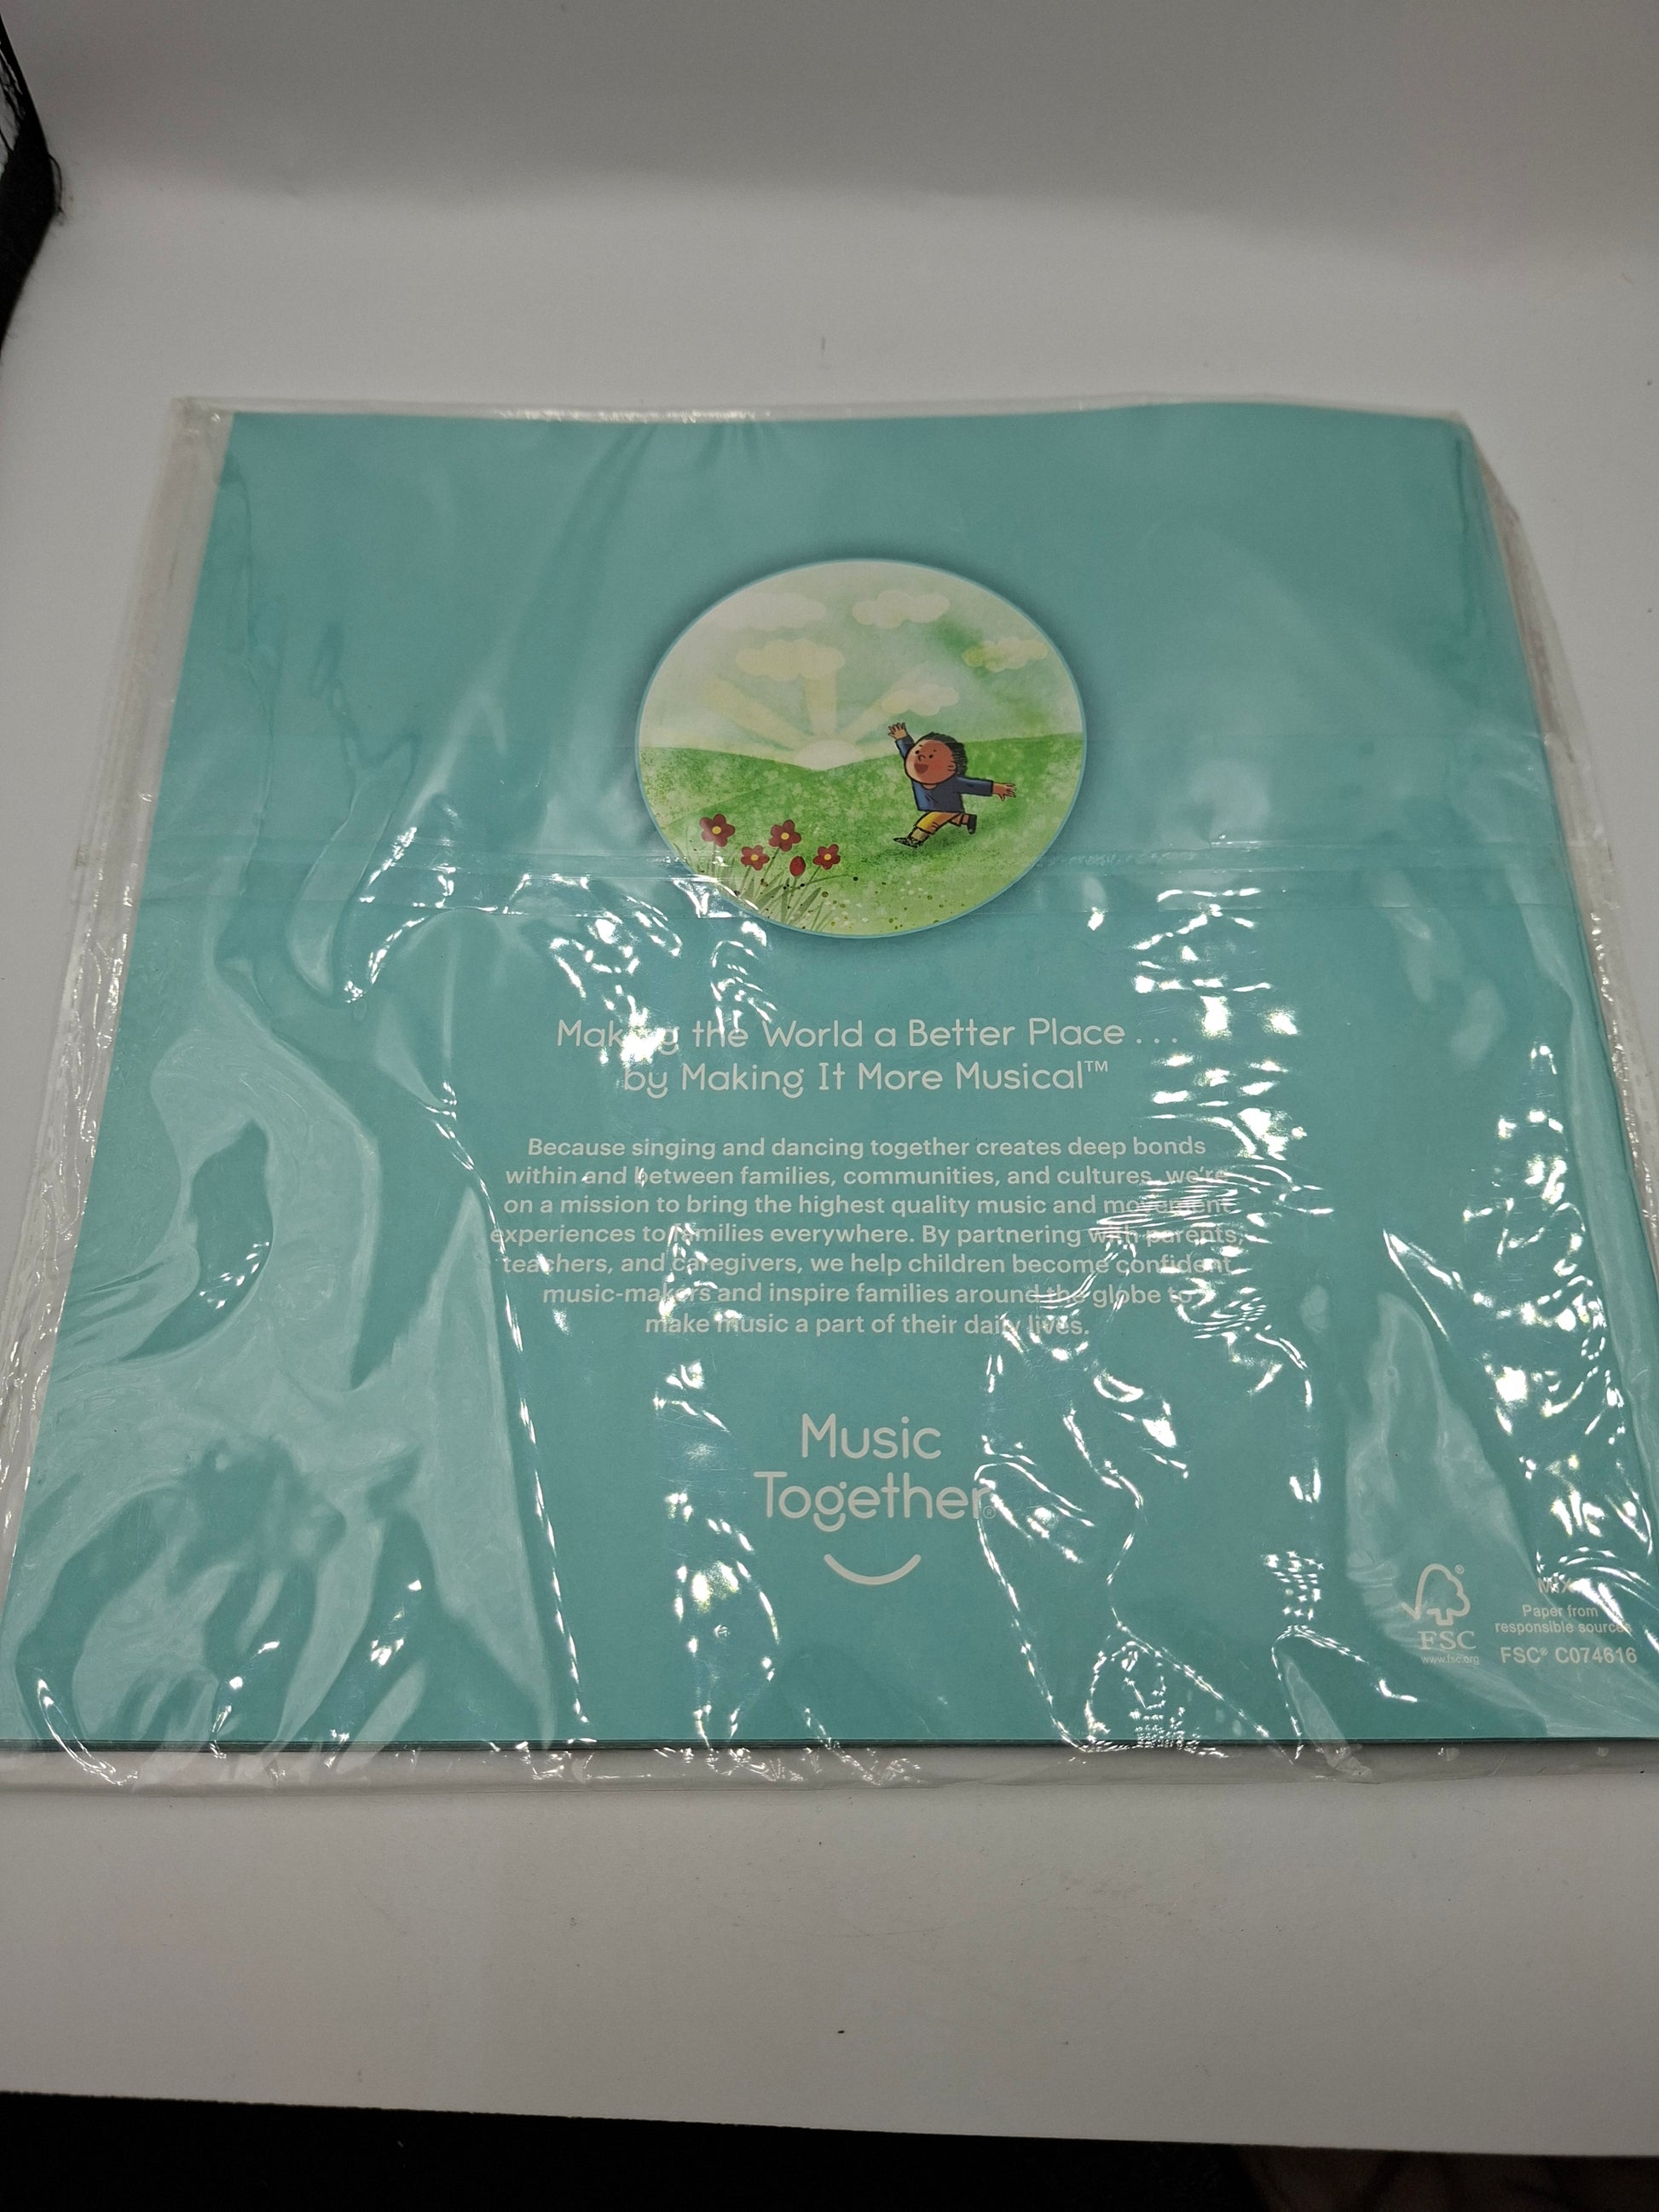 Making the World a Better Place . . .
by Making It More Musical™
Because singing and dancing together creates deep bonds
within and between families, communities, and cultures, we're
on a mission to bring the highest quality music and movement
experiences to families everywhere. By partnering with parents,
teachers, and caregivers, we help children become confident
music-makers and inspire families around the globe to
make music a part of their daily lives.
Music
Together®
FSC®
www.fsc.org
MIX
Paper from
responsible sources
FSC® C074616